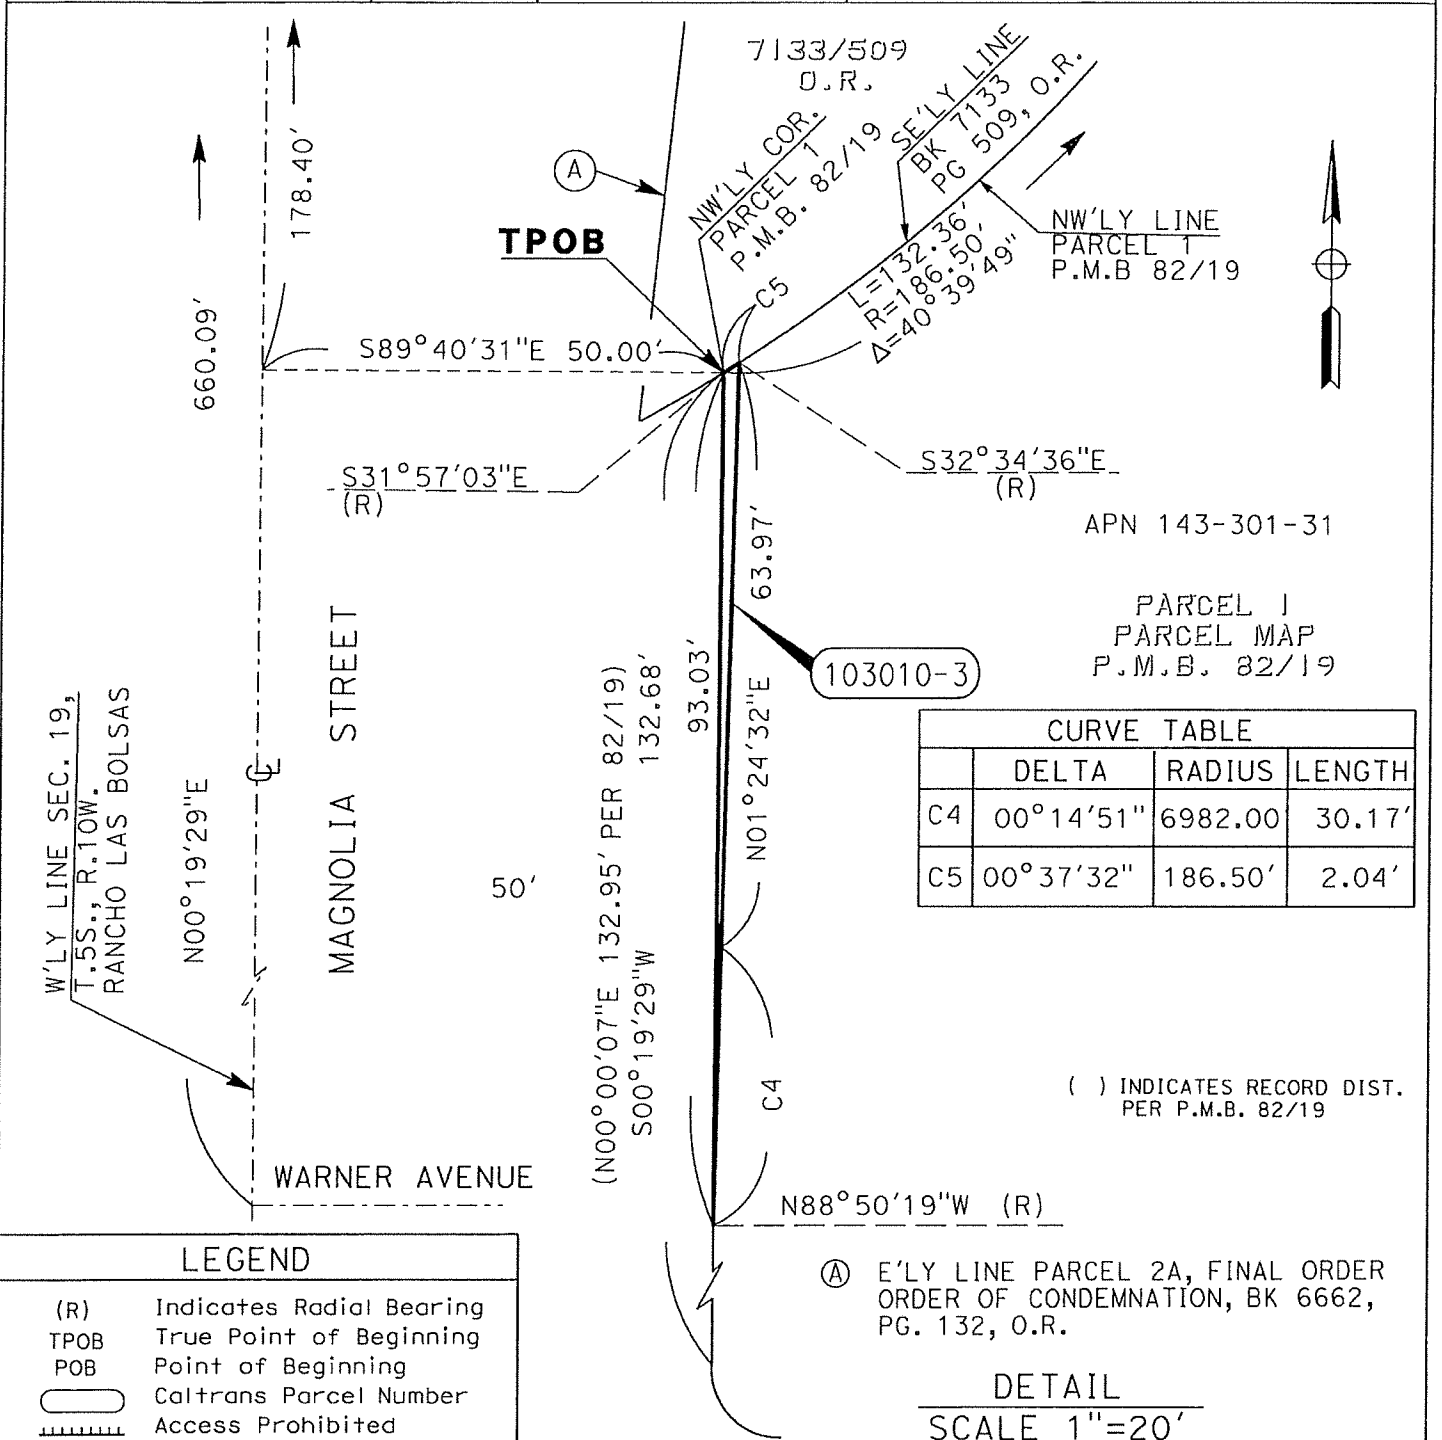 7133/509
O.R.
SE'LY LINE
BK 7133
PG 509, O.R.
NW'LY COR.
PARCEL 1
P.M.B. 82/19
A
178.40'
660.09'
TPOB
C5
L=132.36'
R=186.50'
Δ=40°39'49"
NW'LY LINE
PARCEL 1
P.M.B 82/19
S89°40'31"E 50.00'
S31°57'03"E
(R)
S32°34'36"E
(R)
APN 143-301-31
63.97'
PARCEL 1
PARCEL MAP
P.M.B. 82/19
103010-3
W'LY LINE SEC. 19,
T.5S., R.10W.
RANCHO LAS BOLSAS
N00°19'29"E
MAGNOLIA STREET
50'
(N00°00'07"E 132.95' PER 82/19)
S00°19'29"W 132.68'
93.03'
N01°24'32"E
CURVE TABLE
DELTA RADIUS LENGTH
C4 00°14'51" 6982.00 30.17'
C5 00°37'32" 186.50' 2.04'
C4
( ) INDICATES RECORD DIST.
PER P.M.B. 82/19
WARNER AVENUE
N88°50'19"W (R)
LEGEND
(R) Indicates Radial Bearing
TPOB True Point of Beginning
POB Point of Beginning
Caltrans Parcel Number
Access Prohibited
A E'LY LINE PARCEL 2A, FINAL ORDER
ORDER OF CONDEMNATION, BK 6662,
PG. 132, O.R.
DETAIL
SCALE 1"=20'